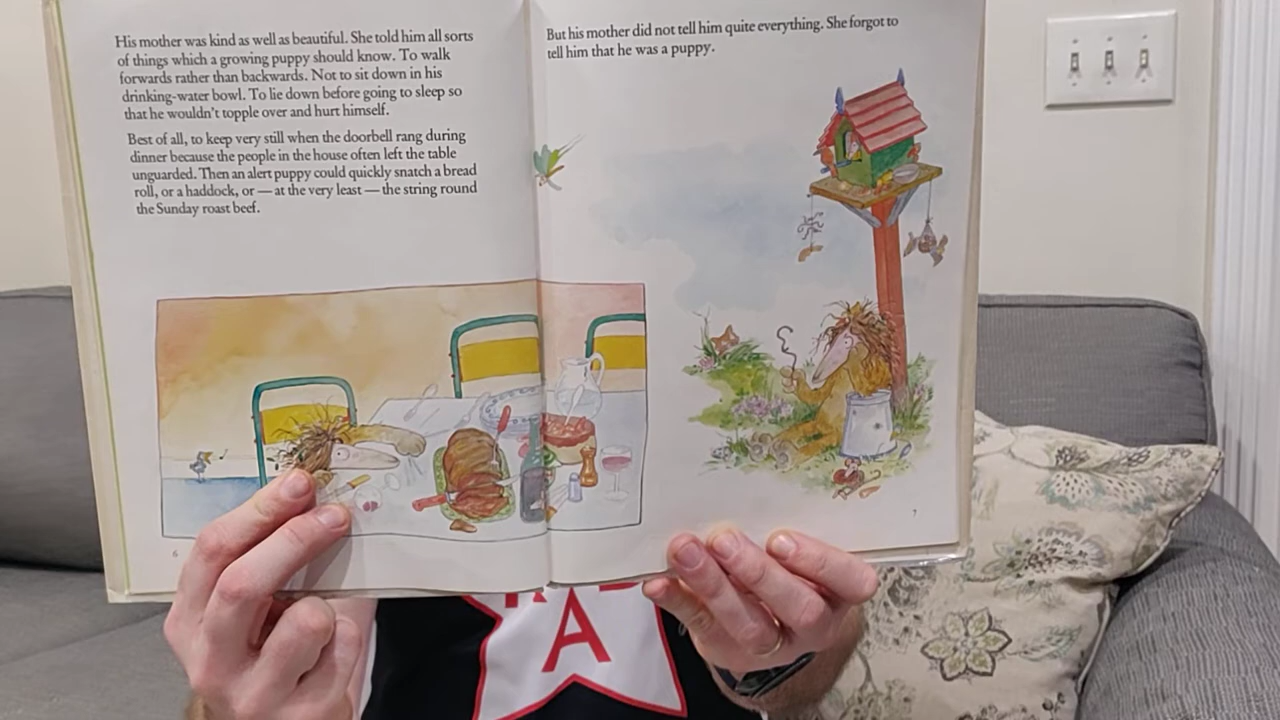 His mother was kind as well as beautiful. She told him all sorts
of things which a growing puppy should know. To walk
forwards rather than backwards. Not to sit down in his
drinking-water bowl. To lie down before going to sleep so
that he wouldn't topple over and hurt himself.
Best of all, to keep very still when the doorbell rang during
dinner because the people in the house often left the table
unguarded. Then an alert puppy could quickly snatch a bread
roll, or a haddock, or — at the very least — the string round
the Sunday roast beef.
6
But his mother did not tell him quite everything. She forgot to
tell him that he was a puppy.
7
A